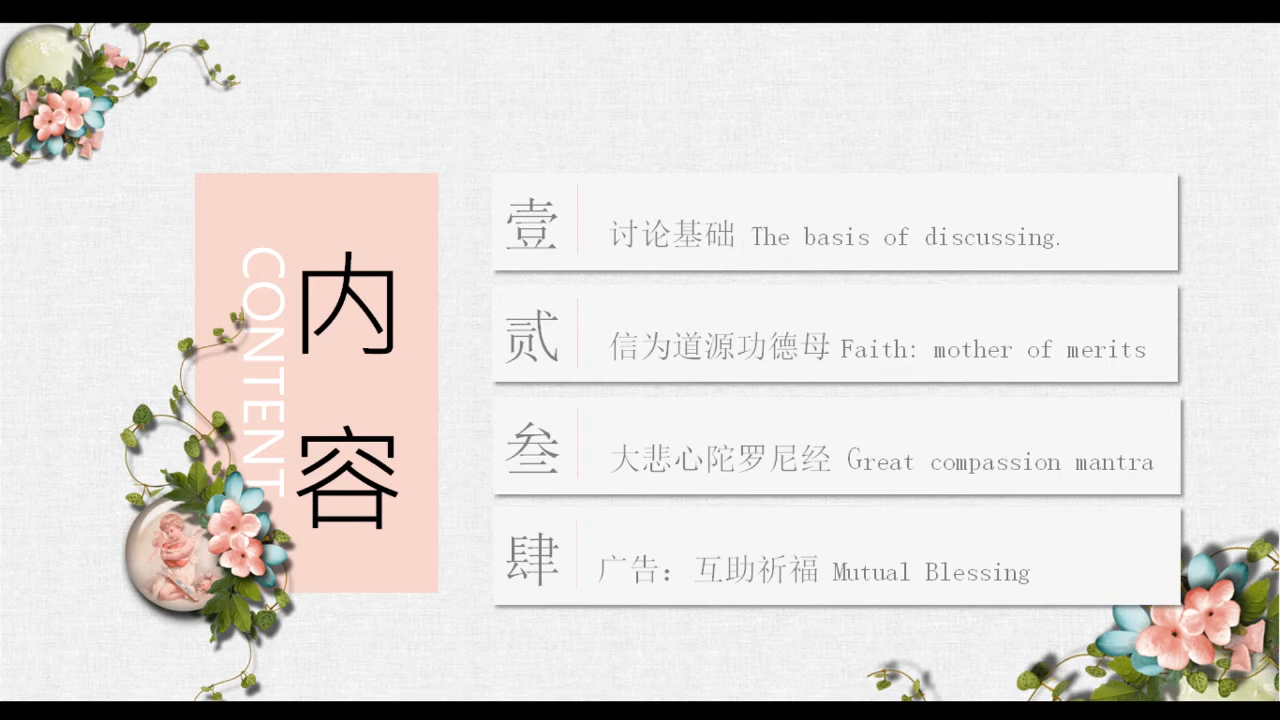 内容
CONTENT
壹
讨论基础 The basis of discussing.
贰
信为道源功德母 Faith: mother of merits
叁
大悲心陀罗尼经 Great compassion mantra
肆
广告：互助祈福 Mutual Blessing